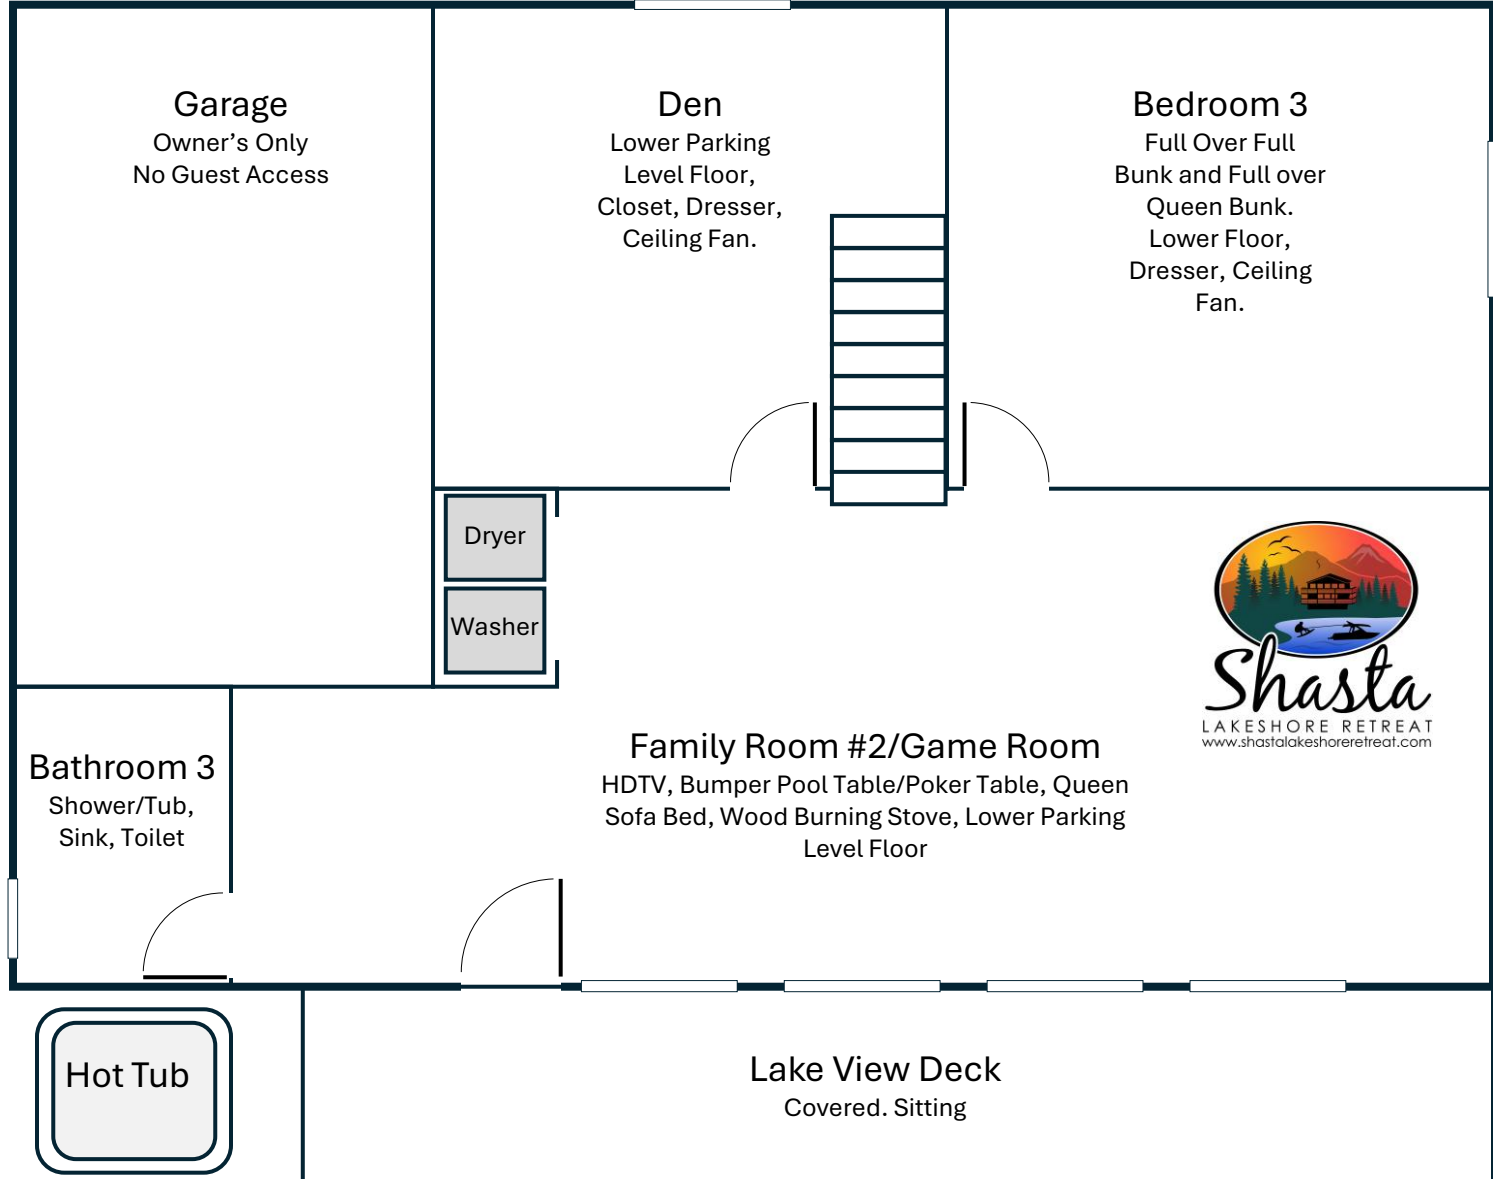 Garage
Owner’s Only
No Guest Access
Den
Lower Parking
Level Floor,
Closet, Dresser,
Ceiling Fan.
Bedroom 3
Full Over Full
Bunk and Full over
Queen Bunk.
Lower Floor,
Dresser, Ceiling
Fan.
Dryer
Washer
Shasta
LAKESHORE RETREAT
www.shastalakeshoreretreat.com
Family Room #2/Game Room
HDTV, Bumper Pool Table/Poker Table, Queen
Sofa Bed, Wood Burning Stove, Lower Parking
Level Floor
Bathroom 3
Shower/Tub,
Sink, Toilet
Hot Tub
Lake View Deck
Covered. Sitting